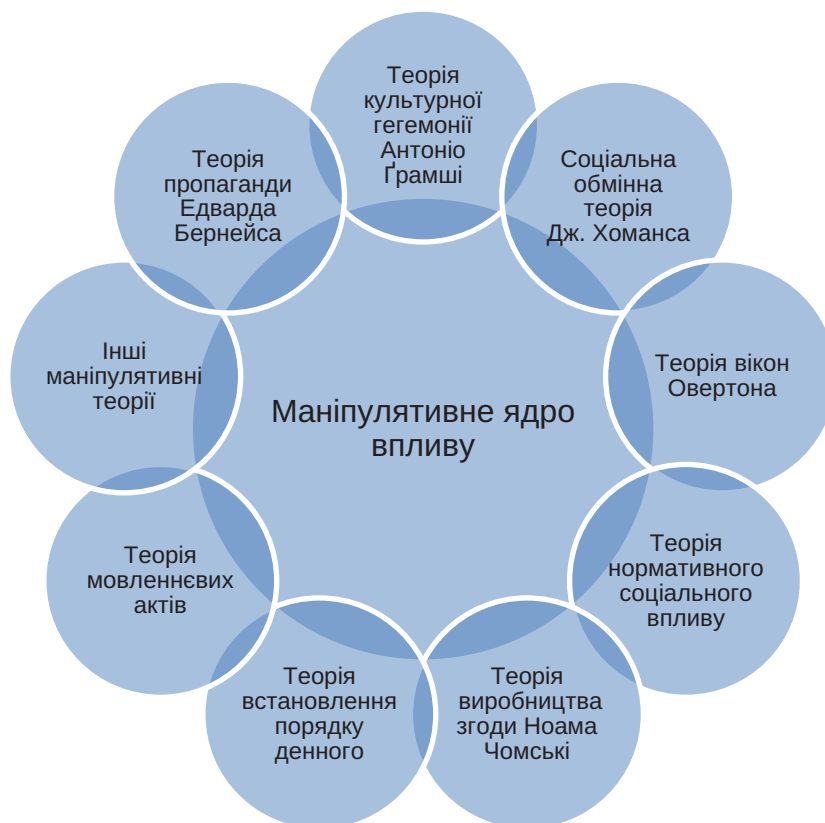 Теорія
культурної
гегемонії
Антоніо
Ґрамші
Соціальна
обмінна
теорія
Дж. Хоманса
Теорія вікон
Овертона
Теорія
нормативного
соціального
впливу
Теорія
виробництва
згоди Ноама
Чомскі
Теорія
встановлення
порядку
денного
Теорія
мовленнєвих
актів
Інші
маніпулятивні
теорії
Теорія
пропаганди
Едварда
Бернейса
Маніпулятивне ядро
впливу